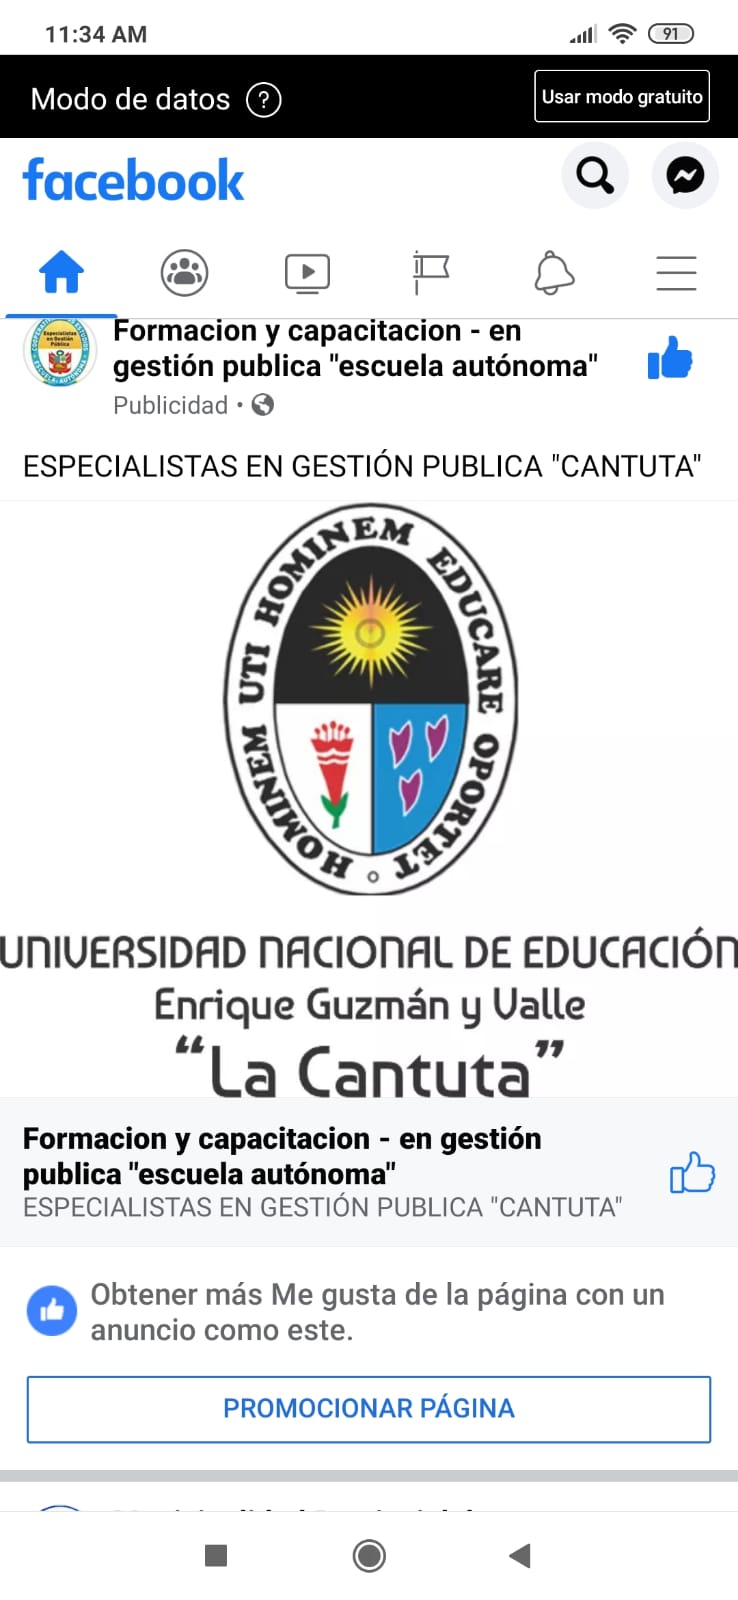 11:34 AM
91
Modo de datos ?
Usar modo gratuito
facebook
Formacion y capacitacion - en
gestión publica "escuela autónoma"
Publicidad •
ESPECIALISTAS EN GESTIÓN PUBLICA "CANTUTA"
HOMINEM UTI HOMINEM EDUCARE OPORTET
UNIVERSIDAD NACIONAL DE EDUCACIÓN
Enrique Guzmán y Valle
“La Cantuta”
Formacion y capacitacion - en gestión
publica "escuela autónoma"
ESPECIALISTAS EN GESTIÓN PUBLICA "CANTUTA"
Obtener más Me gusta de la página con un
anuncio como este.
PROMOCIONAR PÁGINA